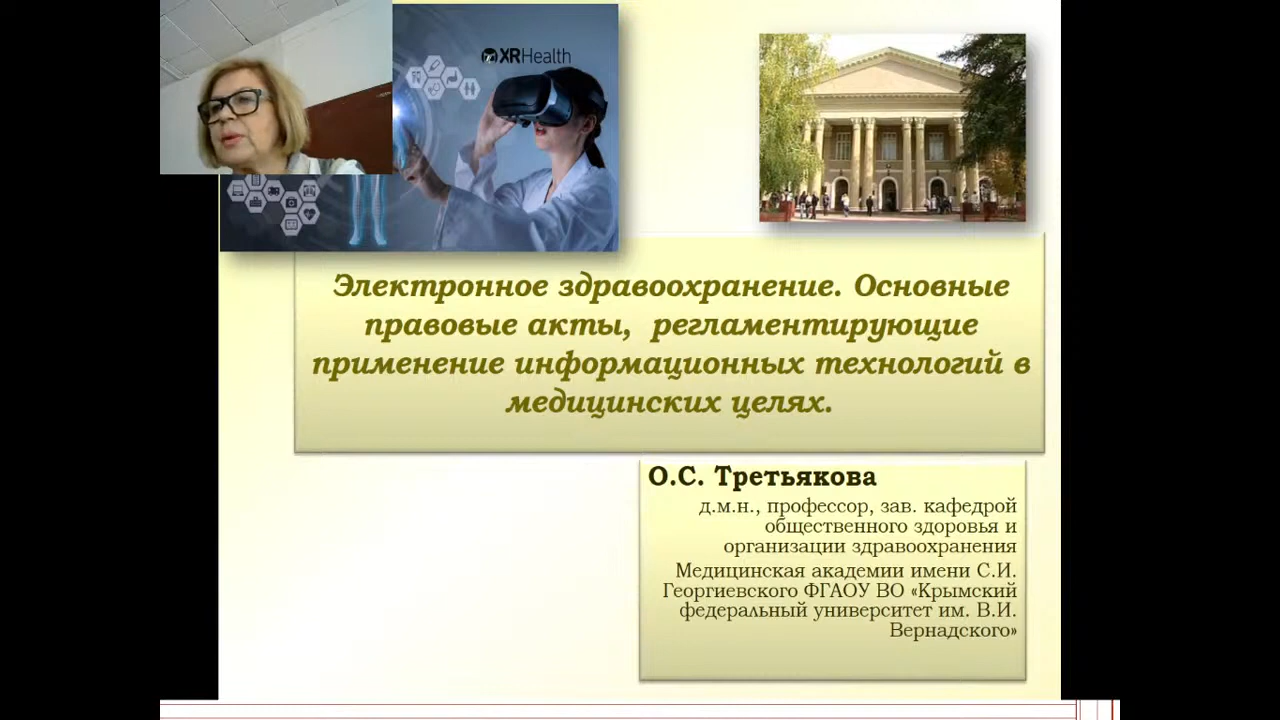 XRHealth
Электронное здравоохранение. Основные
правовые акты, регламентирующие
применение информационных технологий в
медицинских целях.
О.С. Третьякова
д.м.н., профессор, зав. кафедрой
общественного здоровья и
организации здравоохранения
Медицинская академии имени С.И.
Георгиевского ФГАОУ ВО «Крымский
федеральный университет им. В.И.
Вернадского»